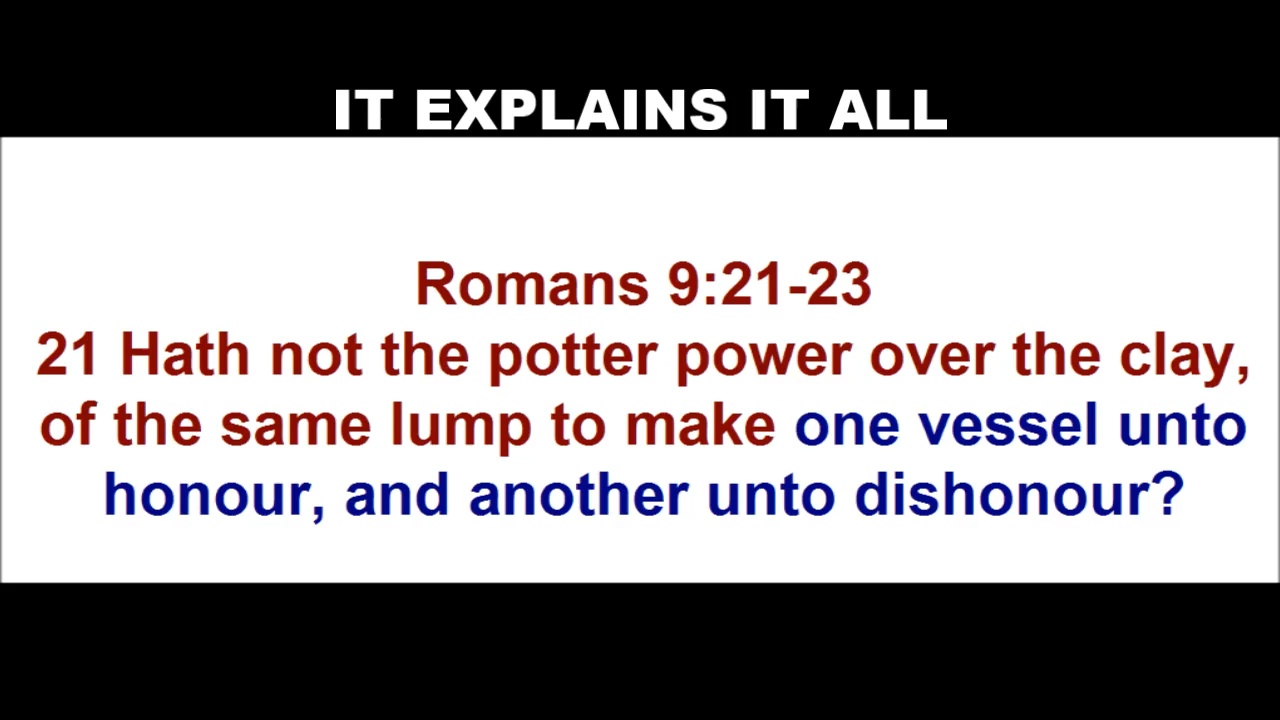 IT EXPLAINS IT ALL
Romans 9:21-23
21 Hath not the potter power over the clay,
of the same lump to make one vessel unto
honour, and another unto dishonour?